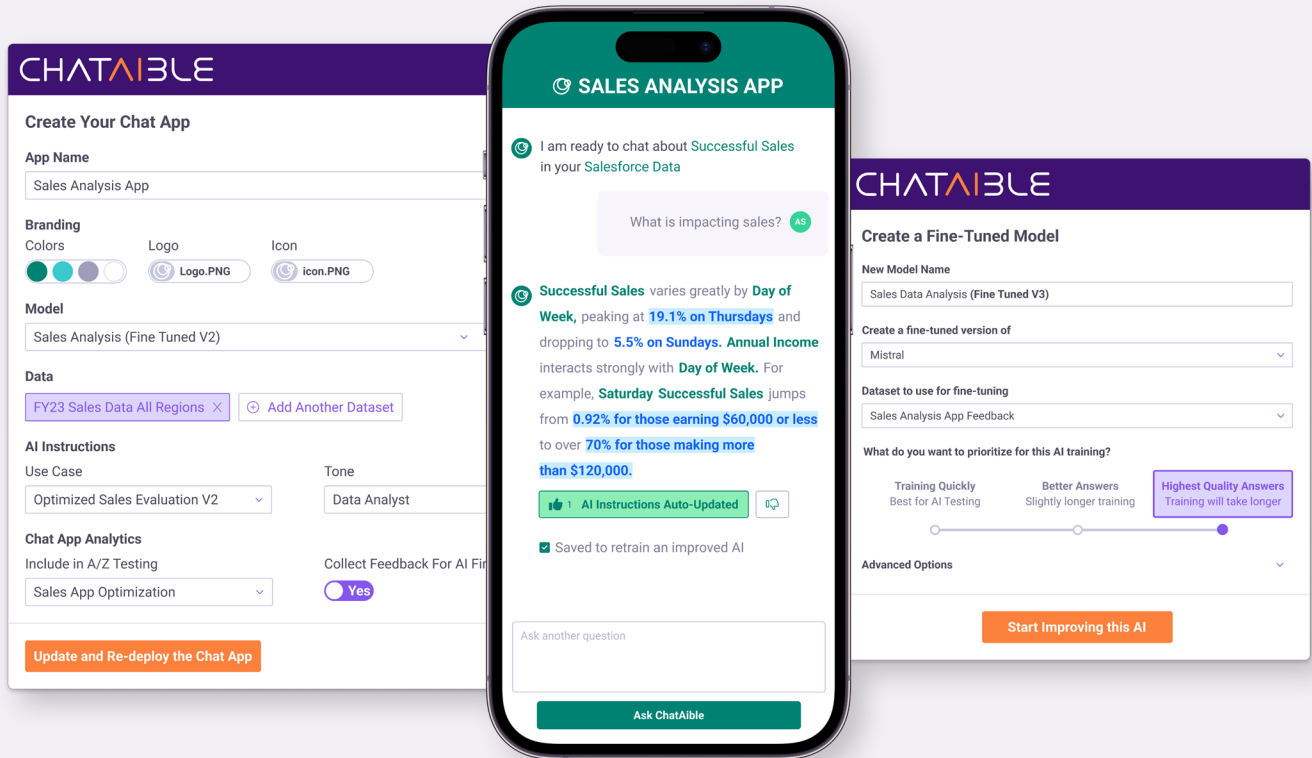 CHATAIBLE
Create Your Chat App
App Name
Sales Analysis App
Branding
Colors
Logo
Icon
Logo.PNG
icon.PNG
Model
Sales Analysis (Fine Tuned V2)
Data
FY23 Sales Data All Regions
Add Another Dataset
AI Instructions
Use Case
Tone
Optimized Sales Evaluation V2
Data Analyst
Chat App Analytics
Include in A/Z Testing
Collect Feedback For AI
Sales App Optimization
Yes
Update and Re-deploy the Chat App
SALES ANALYSIS APP
I am ready to chat about Successful Sales
in your Salesforce Data
What is impacting sales?
AS
Successful Sales varies greatly by Day of
Week, peaking at 19.1% on Thursdays and
dropping to 5.5% on Sundays. Annual Income
interacts strongly with Day of Week. For
example, Saturday Successful Sales jumps
from 0.92% for those earning $60,000 or less
to over 70% for those making more
than $120,000.
1 AI Instructions Auto-Updated
Saved to retrain an improved AI
Ask another question
Ask ChatAible
CHATAIBLE
Create a Fine-Tuned Model
New Model Name
Sales Data Analysis (Fine Tuned V3)
Create a fine-tuned version of
Mistral
Dataset to use for fine-tuning
Sales Analysis App Feedback
What do you want to prioritize for this AI training?
Training Quickly
Best for AI Testing
Better Answers
Slightly longer training
Highest Quality Answers
Training will take longer
Advanced Options
Start Improving this AI